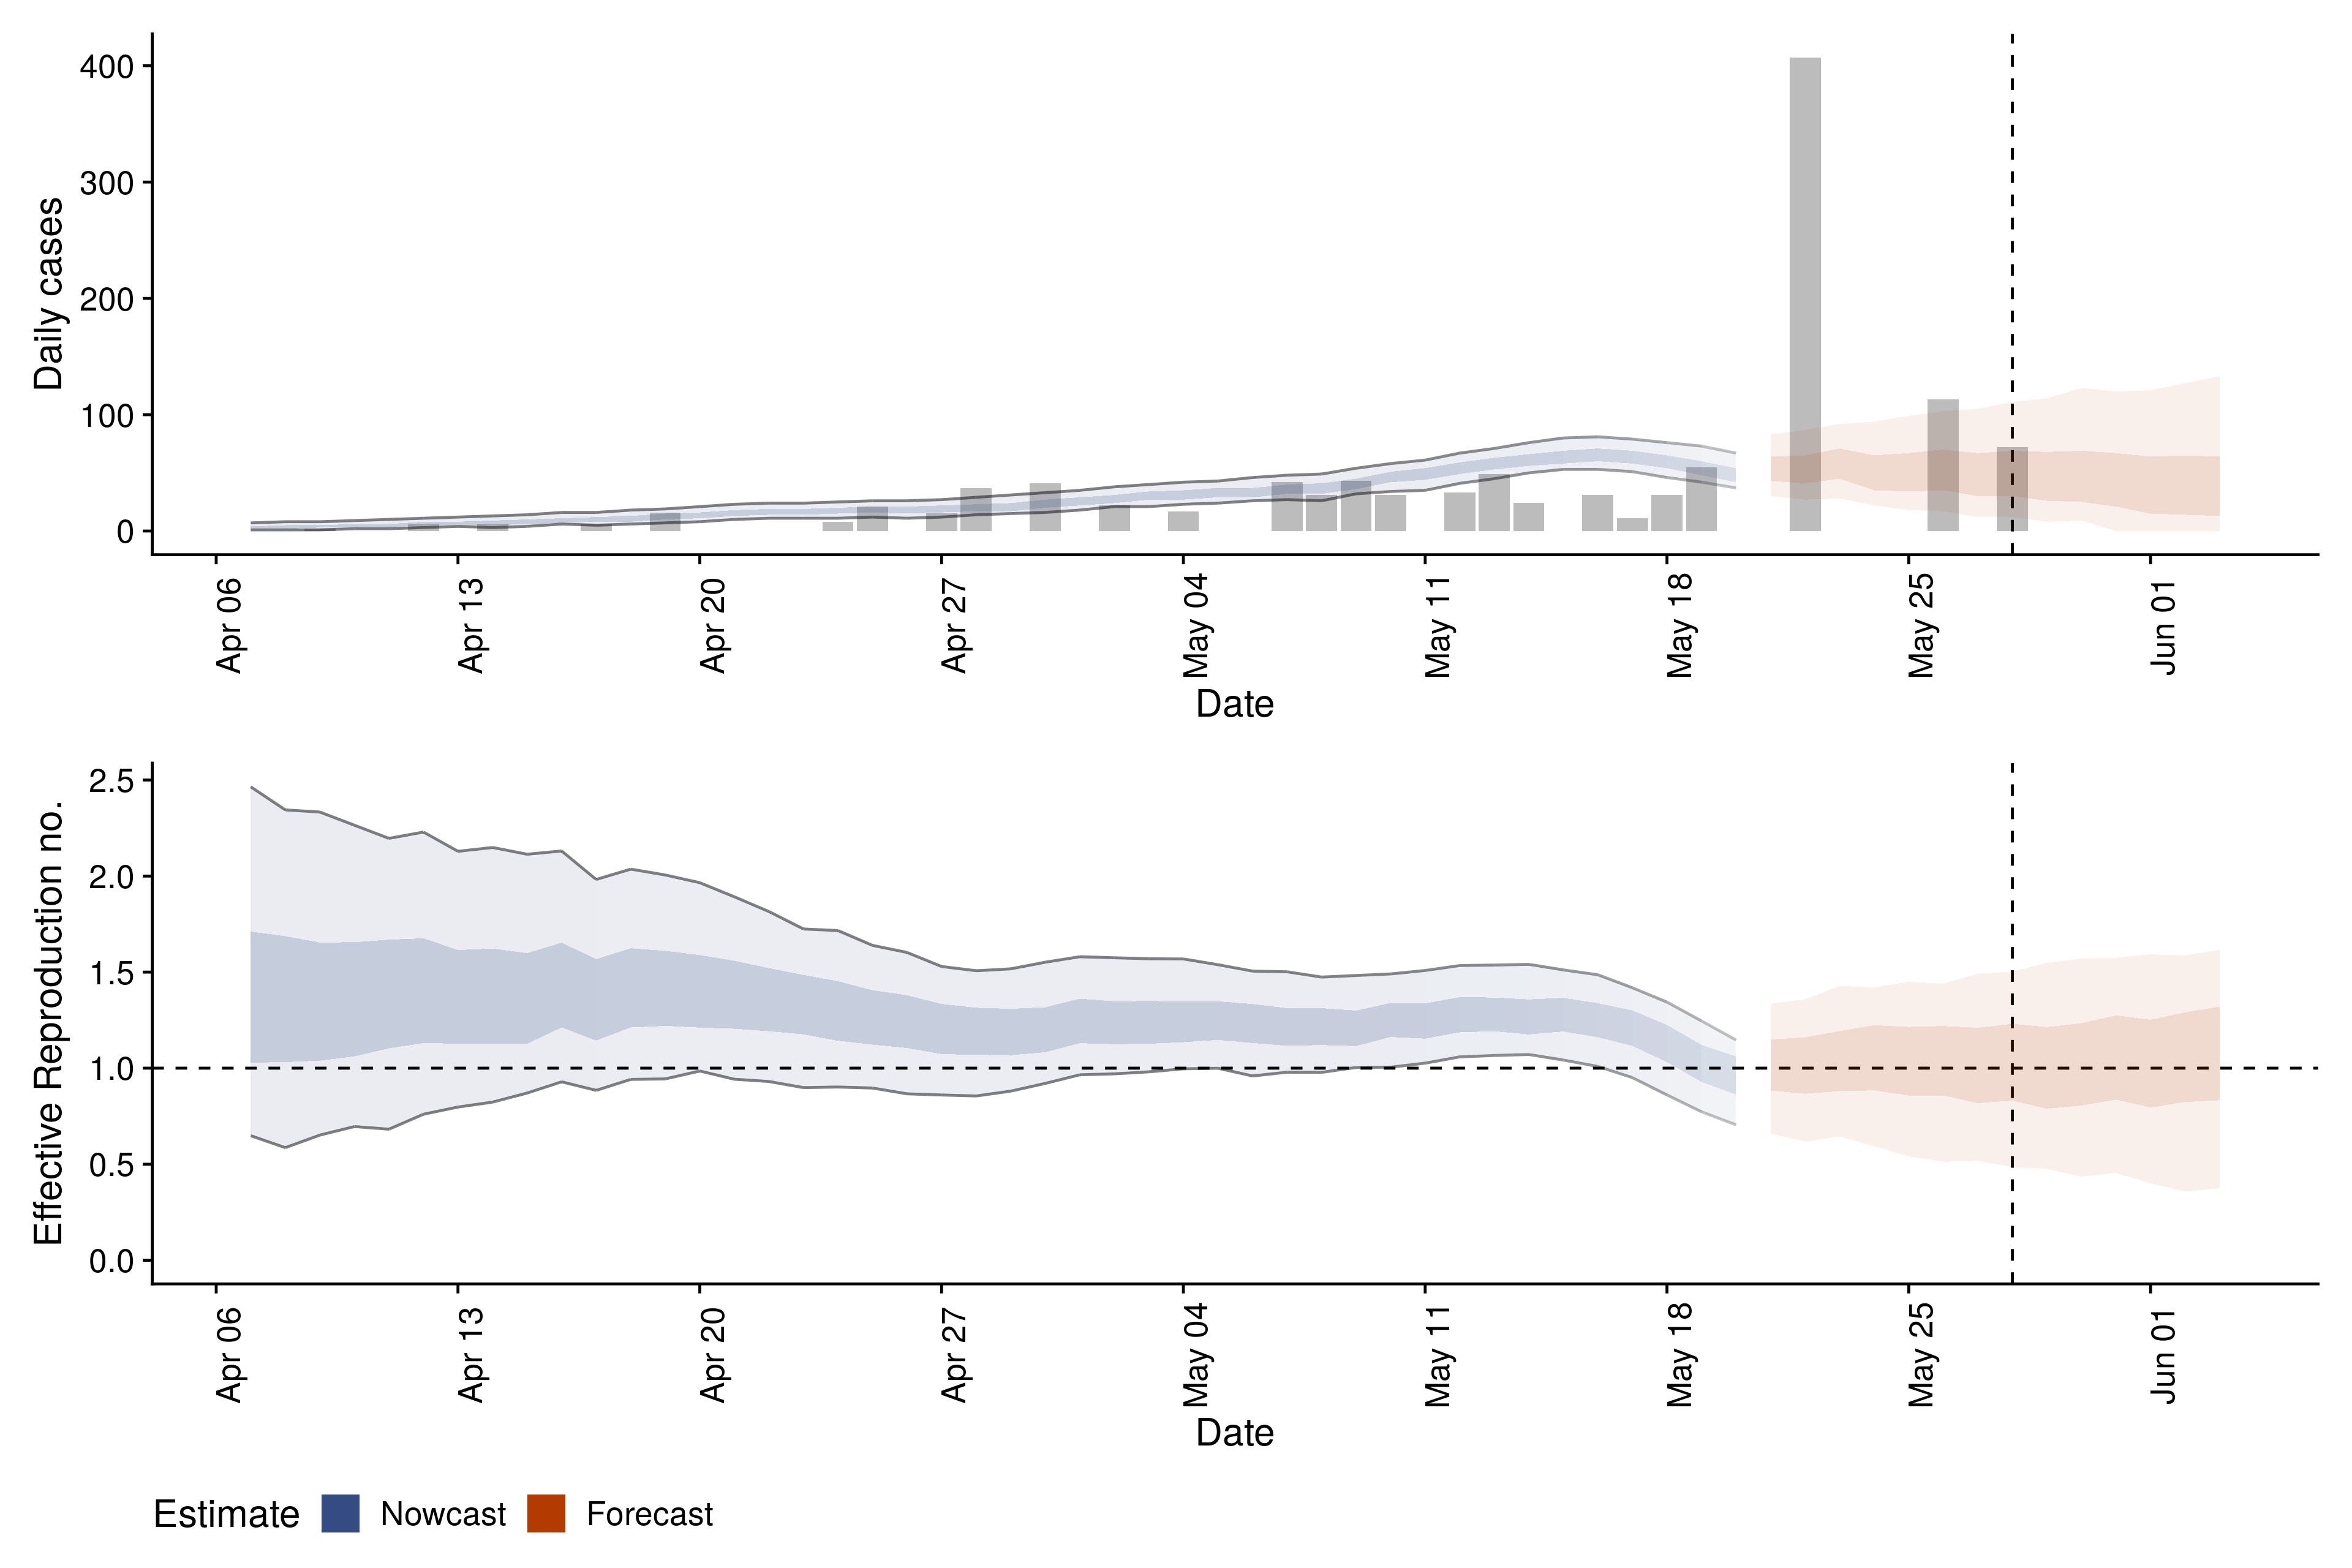 Daily cases
400
300
200
100
0
Apr 06
Apr 13
Apr 20
Apr 27
May 04
May 11
May 18
May 25
Jun 01
Date
Effective Reproduction no.
2.5
2.0
1.5
1.0
0.5
0.0
Apr 06
Apr 13
Apr 20
Apr 27
May 04
May 11
May 18
May 25
Jun 01
Date
Estimate Nowcast Forecast